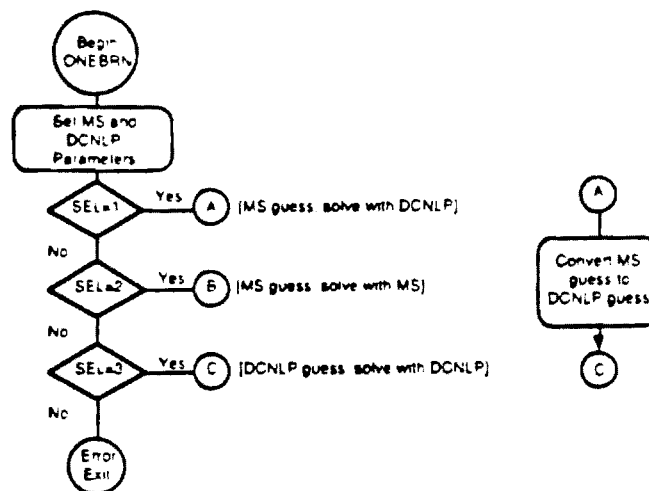 Begin
ONEBRN
Set MS and
DCNLP
Parameters
SEL=1
Yes
A
[MS guess, solve with DCNLP]
No
SEL=2
Yes
B
[MS guess, solve with MS]
No
SEL=3
Yes
C
[DCNLP guess, solve with DCNLP]
No
Error
Exit
A
Convert MS
guess to
DCNLP guess
C